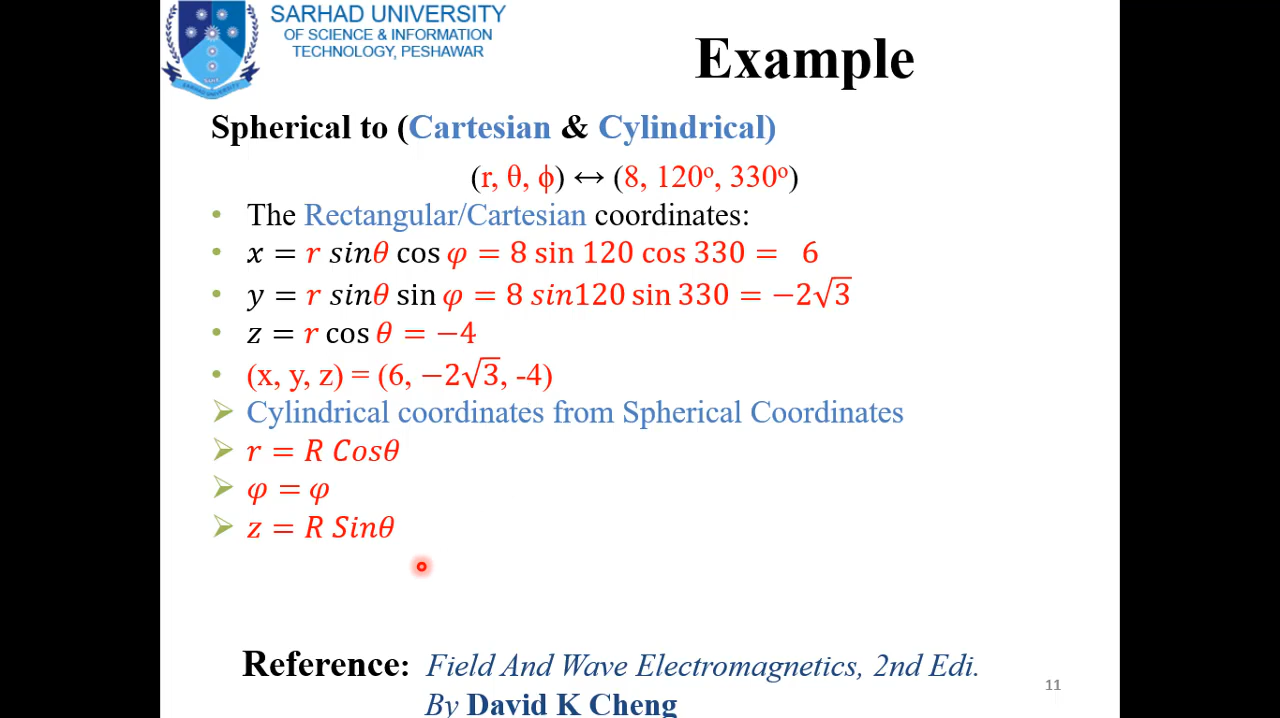 SARHAD UNIVERSITY
OF SCIENCE & INFORMATION
TECHNOLOGY, PESHAWAR
Example
Spherical to (Cartesian & Cylindrical)
(r, θ, ϕ) ↔ (8, 120º, 330º)
• The Rectangular/Cartesian coordinates:
• x = r sinθ cos φ = 8 sin 120 cos 330 = 6
• y = r sinθ sin φ = 8 sin120 sin 330 = −2√3
• z = r cos θ = −4
• (x, y, z) = (6, −2√3, -4)
➢ Cylindrical coordinates from Spherical Coordinates
➢ r = R Cosθ
➢ φ = φ
➢ z = R Sinθ
Reference: Field And Wave Electromagnetics, 2nd Edi.
By David K Cheng
11